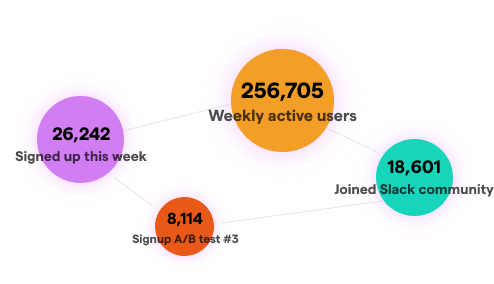 256,705
Weekly active users
26,242
Signed up this week
18,601
Joined Slack community
8,114
Signup A/B test #3